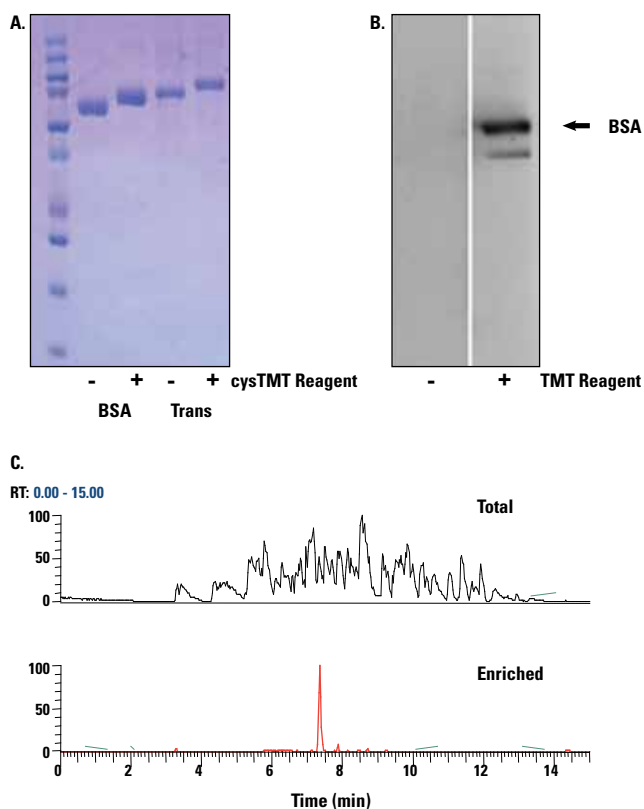 A.
B.
BSA
- + - + cysTMT Reagent
BSA Trans
- + TMT Reagent
C.
RT: 0.00 - 15.00
Total
100
50
0
Enriched
100
50
0
0 2 4 6 8 10 12 14
Time (min)